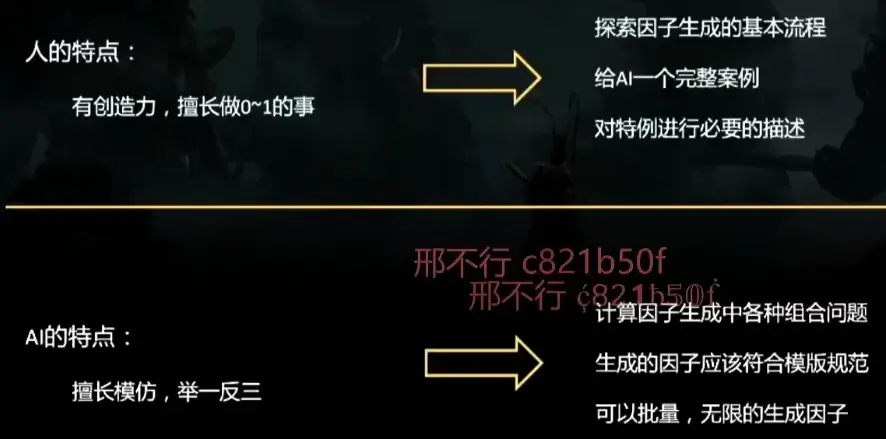 人的特点：
有创造力，擅长做0~1的事
探索因子生成的基本流程
给AI一个完整案例
对特例进行必要的描述
邢不行 c821b50f
邢不行 c821b50f
AI的特点：
擅长模仿，举一反三
计算因子生成中各种组合问题
生成的因子应该符合模版规范
可以批量，无限的生成因子